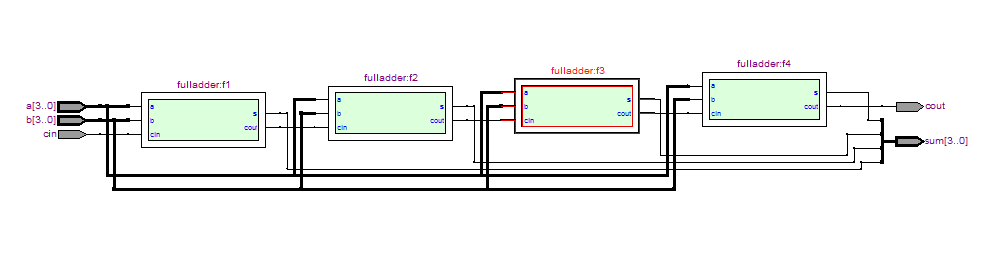 fulladder:f1
fulladder:f2
fulladder:f3
fulladder:f4
a[3..0]
b[3..0]
cin
a
b
cin
s
cout
a
b
cin
s
cout
a
b
cin
s
cout
a
b
cin
s
cout
cout
sum[3..0]